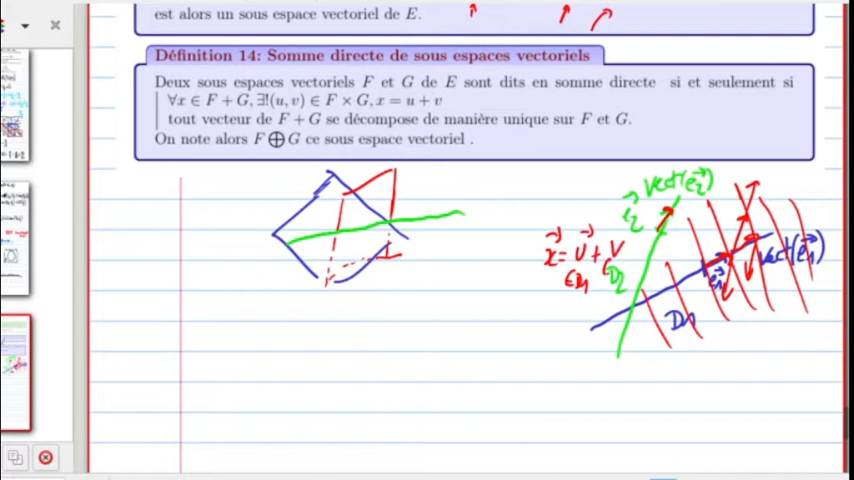 est alors un sous espace vectoriel de E.
Définition 14: Somme directe de sous espaces vectoriels
Deux sous espaces vectoriels F et G de E sont dits en somme directe si et seulement si
∀x ∈ F + G, ∃!(u, v) ∈ F × G, x = u + v
tout vecteur de F + G se décompose de manière unique sur F et G.
On note alors F ⊕ G ce sous espace vectoriel .
Vect(e⃗2)
e⃗2
x⃗ = u⃗ + v⃗
∈D1 ∈D2
Vect(e⃗1)
e⃗1
D1